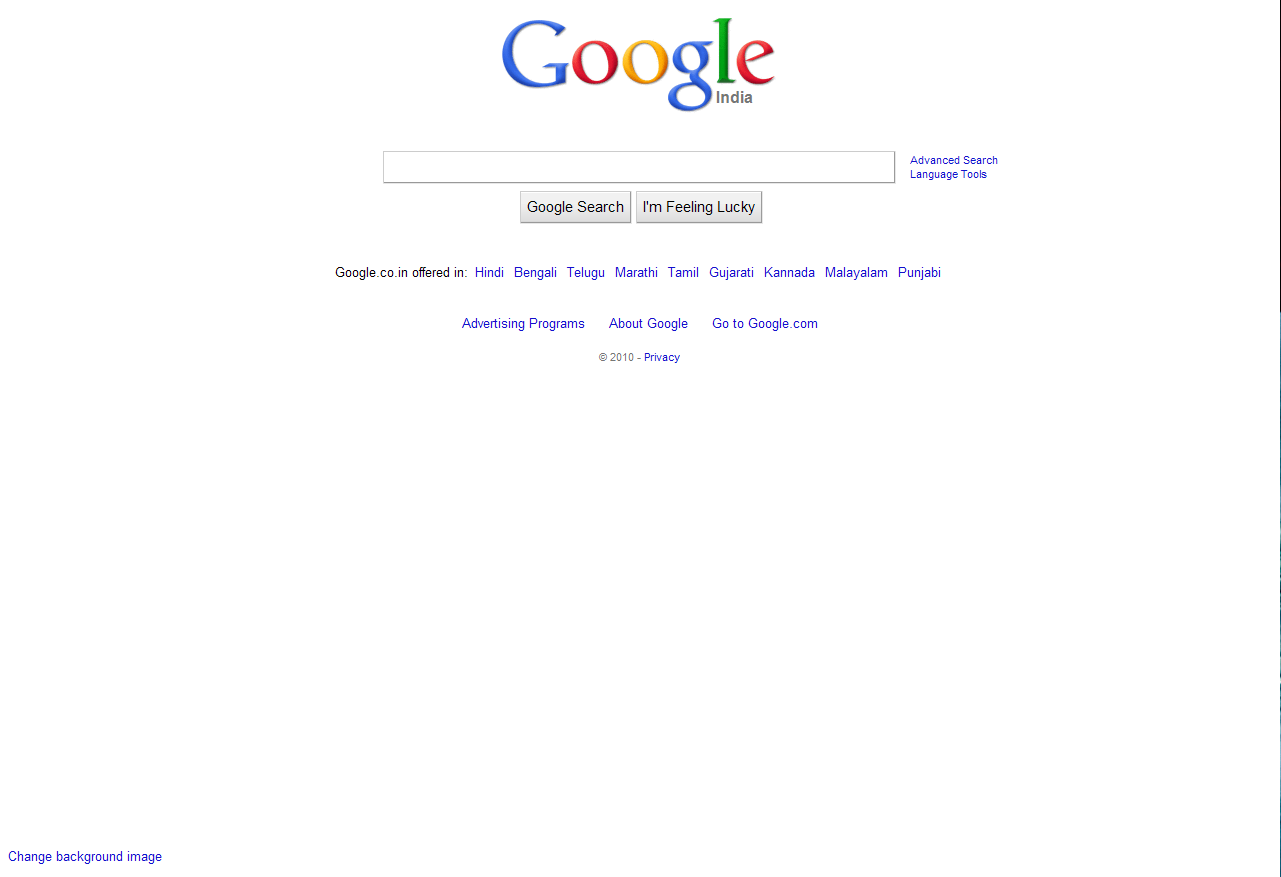 Google
India
Advanced Search
Language Tools
Google Search I'm Feeling Lucky
Google.co.in offered in: Hindi Bengali Telugu Marathi Tamil Gujarati Kannada Malayalam Punjabi
Advertising Programs About Google Go to Google.com
© 2010 - Privacy
Change background image